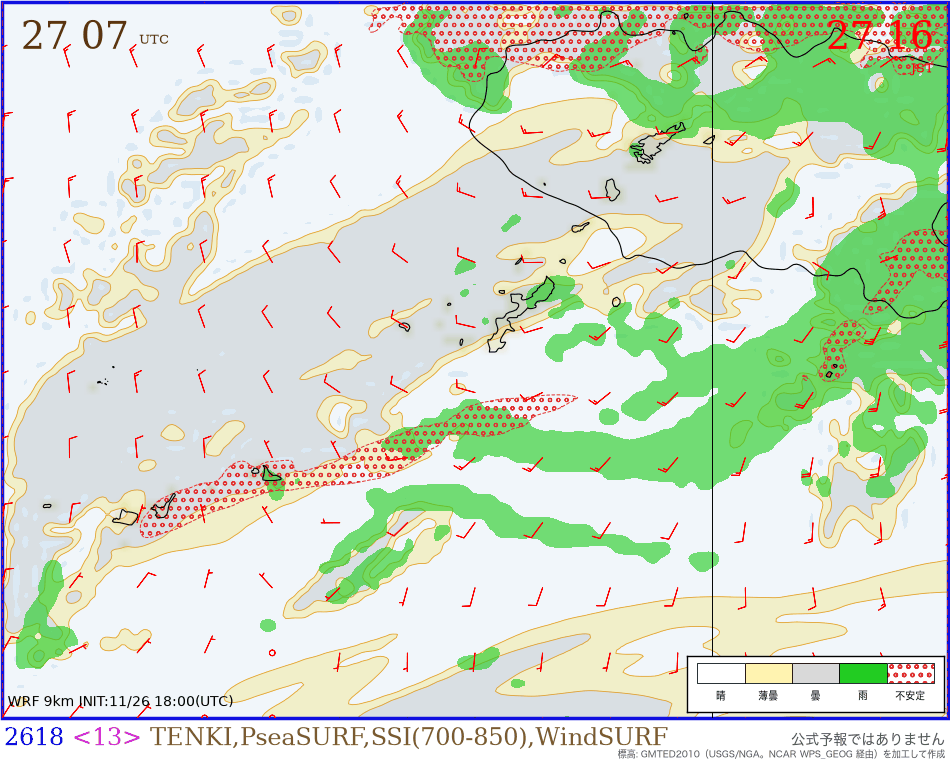 27 07 UTC
27 16
JST
WRF 9km INIT:11/26 18:00(UTC)
晴 薄曇 曇 雨 不安定
2618 <13> TENKI,PseaSURF,SSI(700-850),WindSURF
公式予報ではありません
標高: GMTED2010（USGS/NGA。NCAR WPS_GEOG 経由）を加工して作成